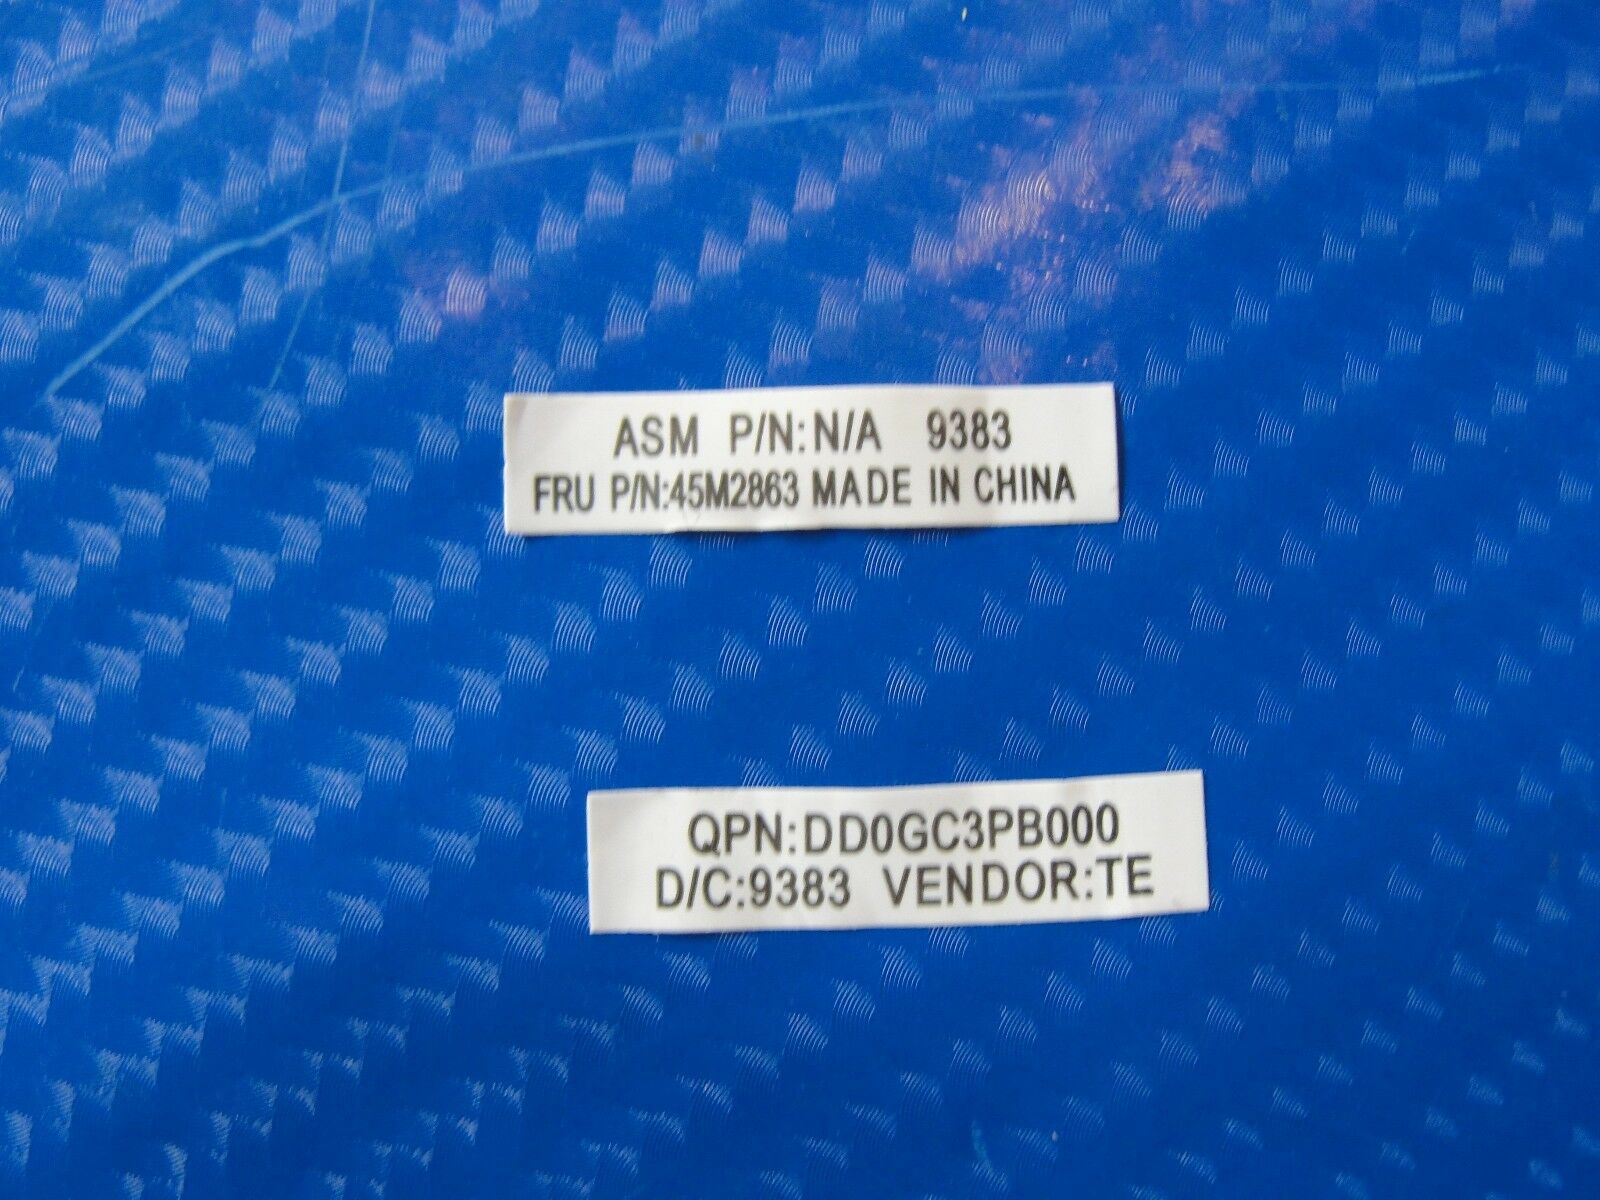 ASM P/N:N/A 9383
FRU P/N:45M2863 MADE IN CHINA
QPN:DD0GC3PB000
D/C:9383 VENDOR:TE